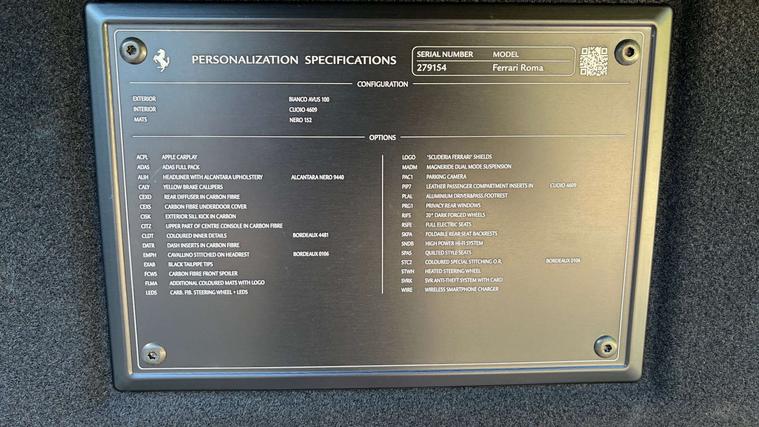 PERSONALIZATION SPECIFICATIONS
SERIAL NUMBER MODEL
279154 Ferrari Roma
CONFIGURATION
EXTERIOR BIANCO AVUS 100
INTERIOR CUOIO 4609
MATS NERO 152
OPTIONS
ACPL APPLE CARPLAY
ADAS ADAS FULL PACK
ALIH HEADLINER WITH ALCANTARA UPHOLSTERY ALCANTARA NERO 9440
CALY YELLOW BRAKE CALLIPERS
CEXD REAR DIFFUSER IN CARBON FIBRE
CEXS CARBON FIBRE UNDERDOOR COVER
CISK EXTERIOR SILL KICK IN CARBON
CITZ UPPER PART OF CENTRE CONSOLE IN CARBON FIBRE
CLDT COLOURED INNER DETAILS BORDEAUX 4481
DATR DASH INSERTS IN CARBON FIBRE
EMPH CAVALLINO STITCHED ON HEADREST BORDEAUX 0106
EXAB BLACK TAILPIPE TIPS
FCWS CARBON FIBRE FRONT SPOILER
FLMA ADDITIONAL COLOURED MATS WITH LOGO
LEDS CARB. FIB. STEERING WHEEL + LEDS
LOGO "SCUDERIA FERRARI" SHIELDS
MADM MAGNERIDE DUAL MODE SUSPENSION
PAC1 PARKING CAMERA
PIP7 LEATHER PASSENGER COMPARTMENT INSERTS IN CUOIO 4609
PLAL ALUMINIUM DRIVER&PASS.FOOTREST
PRG1 PRIVACY REAR WINDOWS
RIF5 20" DARK FORGED WHEELS
RSFE FULL ELECTRIC SEATS
SKPA FOLDABLE REAR SEAT BACKRESTS
SNDB HIGH POWER HI-FI SYSTEM
SPAS QUILTED STYLE SEATS
STC2 COLOURED SPECIAL STITCHING O.R. BORDEAUX 0106
STWH HEATED STEERING WHEEL
SVRK SVR ANTI-THEFT SYSTEM WITH CARD
WIRE WIRELESS SMARTPHONE CHARGER